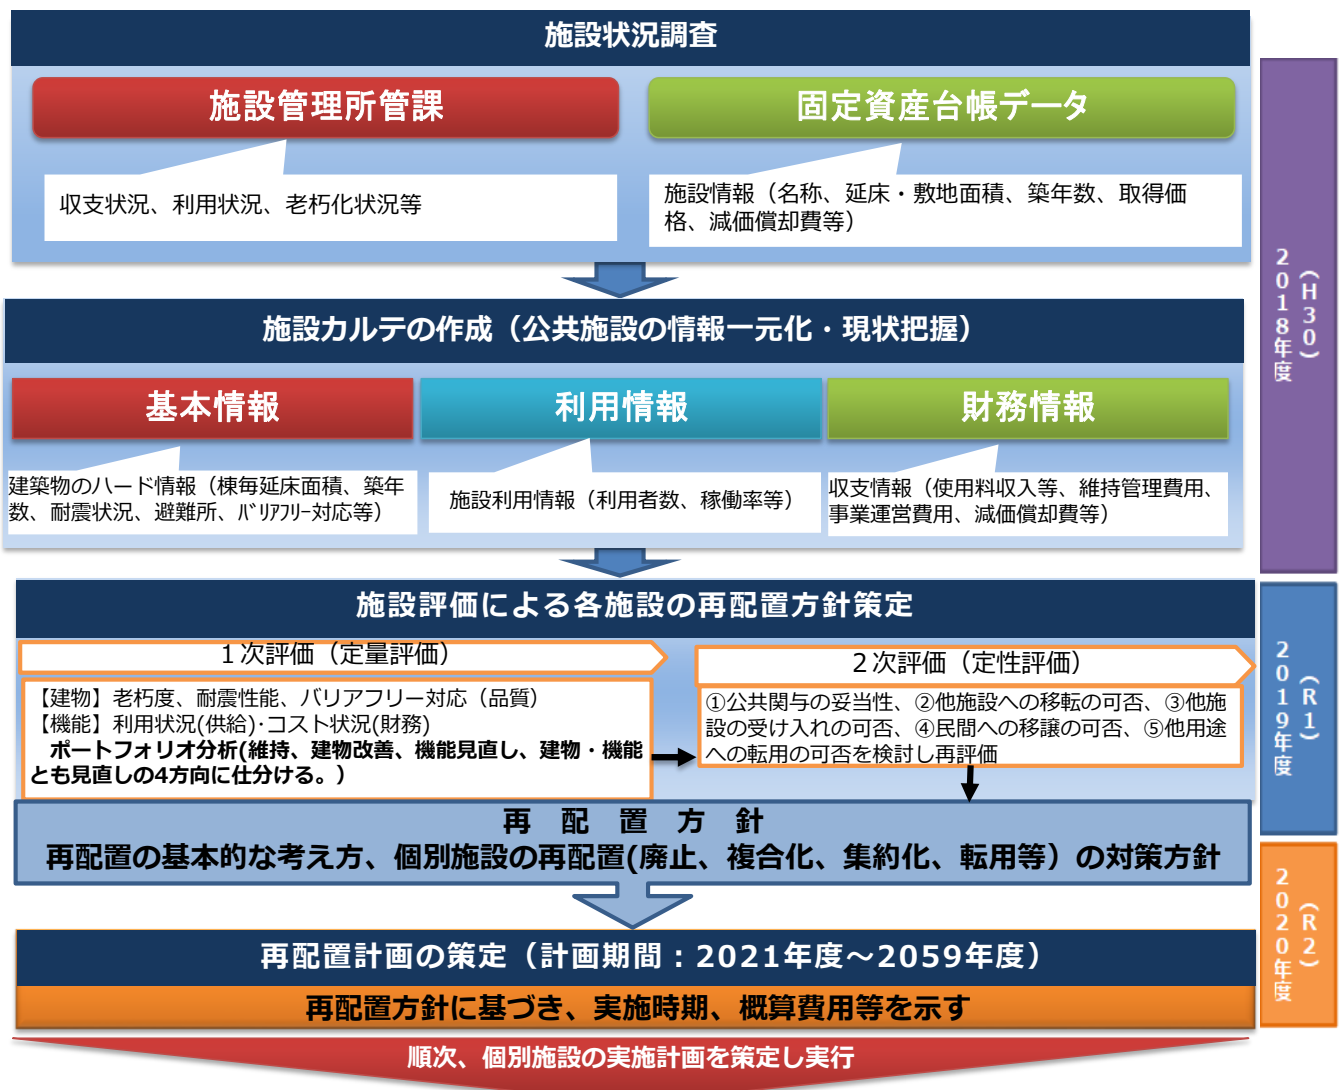 施設状況調査
施設管理所管課
固定資産台帳データ
収支状況、利用状況、老朽化状況等
施設情報（名称、延床・敷地面積、築年数、取得価
格、減価償却費等）
2018年度
（H30）
施設カルテの作成（公共施設の情報一元化・現状把握）
基本情報
利用情報
財務情報
建築物のハード情報（棟毎延床面積、築年
数、耐震状況、避難所、ﾊﾞﾘｱﾌﾘｰ対応等）
施設利用情報（利用者数、稼働率等）
収支情報（使用料収入等、維持管理費用、
事業運営費用、減価償却費等）
施設評価による各施設の再配置方針策定
１次評価（定量評価）
２次評価（定性評価）
【建物】老朽度、耐震性能、バリアフリー対応（品質）
【機能】利用状況(供給)･コスト状況(財務)
ポートフォリオ分析(維持、建物改善、機能見直し、建物・機能
とも見直しの4方向に仕分ける。）
①公共関与の妥当性、②他施設への移転の可否、③他施
設の受け入れの可否、④民間への移譲の可否、⑤他用途
への転用の可否を検討し再評価
2019年度
（R1）
再　配　置　方　針
再配置の基本的な考え方、個別施設の再配置(廃止、複合化、集約化、転用等）の対策方針
2020年度
（R2）
再配置計画の策定（計画期間：2021年度～2059年度）
再配置方針に基づき、実施時期、概算費用等を示す
順次、個別施設の実施計画を策定し実行